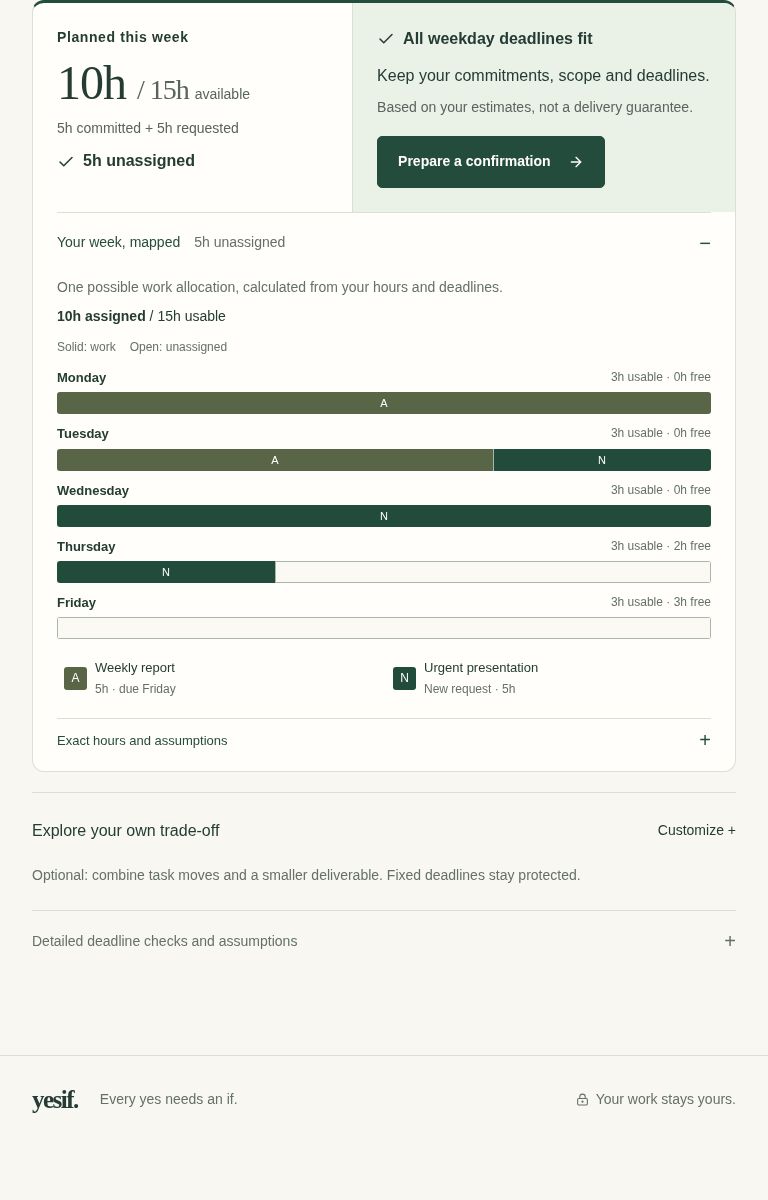 Planned this week
10h / 15h available
5h committed + 5h requested
5h unassigned
All weekday deadlines fit
Keep your commitments, scope and deadlines.
Based on your estimates, not a delivery guarantee.
Prepare a confirmation →
Your week, mapped 5h unassigned −
One possible work allocation, calculated from your hours and deadlines.
10h assigned / 15h usable
Solid: work Open: unassigned
Monday 3h usable · 0h free
A
Tuesday 3h usable · 0h free
A N
Wednesday 3h usable · 0h free
N
Thursday 3h usable · 2h free
N
Friday 3h usable · 3h free
A Weekly report
5h · due Friday
N Urgent presentation
New request · 5h
Exact hours and assumptions +
Explore your own trade-off Customize +
Optional: combine task moves and a smaller deliverable. Fixed deadlines stay protected.
Detailed deadline checks and assumptions +
yesif. Every yes needs an if. Your work stays yours.